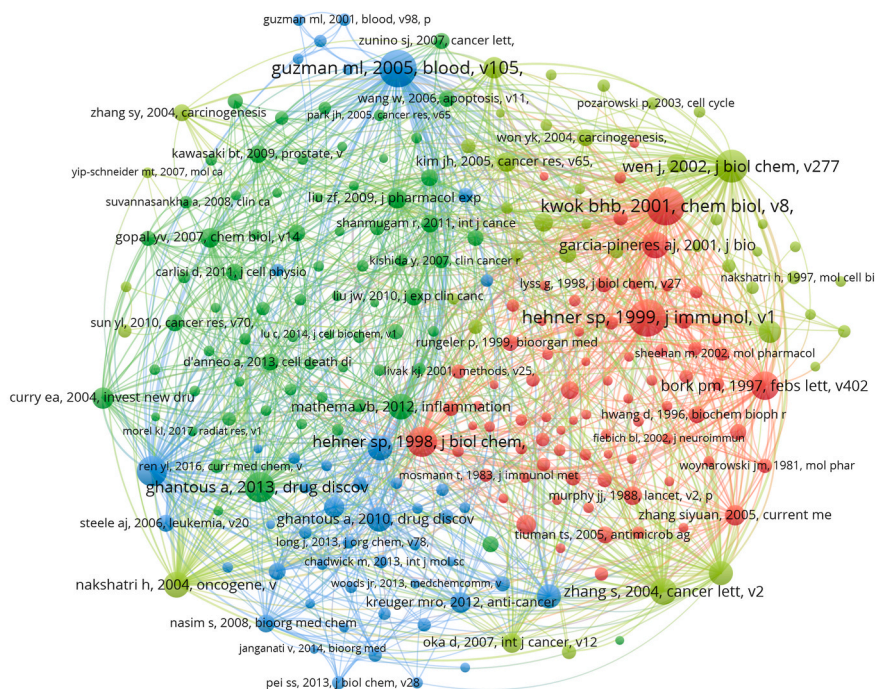 guzman ml, 2001, blood, v98, p
zunino sj, 2007, cancer lett,
guzman ml, 2005, blood, v105,
wang w, 2006, apoptosis, v11,
pozarowski p, 2003, cell cycle
zhang sy, 2004, carcinogenesis
park jh, 2005, cancer res, v65
won yk, 2004, carcinogenesis,
kawasaki bt, 2009, prostate, v
kim jh, 2005, cancer res, v65,
wen j, 2002, j biol chem, v277
yip-schneider mt, 2007, mol ca
suvannasankha a, 2008, clin ca
liu zf, 2009, j pharmacol exp
kwok bhb, 2001, chem biol, v8,
shanmugam r, 2011, int j cance
gopal yv, 2007, chem biol, v14
garcia-pineres aj, 2001, j bio
carlisi d, 2011, j cell physio
kishida y, 2007, clin cancer r
nakshatri h, 1997, mol cell bi
lyss g, 1998, j biol chem, v27
liu jw, 2010, j exp clin canc
sun yl, 2010, cancer res, v70,
hehner sp, 1999, j immunol, v1
lu c, 2014, j cell biochem, v1
rungeler p, 1999, bioorgan med
sheehan m, 2002, mol pharmacol
d'anneo a, 2013, cell death di
livak kj, 2001, methods, v25,
bork pm, 1997, febs lett, v402
curry ea, 2004, invest new dru
mathema vb, 2012, inflammation
hwang d, 1996, biochem bioph r
morel kl, 2017, radiat res, v1
hehner sp, 1998, j biol chem,
fiebich bl, 2002, j neuroimmun
ren yl, 2016, curr med chem, v
woynarowski jm, 1981, mol phar
mosmann t, 1983, j immunol met
ghantous a, 2013, drug discov
murphy jj, 1988, lancet, v2, p
zhang siyuan, 2005, current me
steele aj, 2006, leukemia, v20
ghantous a, 2010, drug discov
tiuman ts, 2005, antimicrob ag
long j, 2013, j org chem, v78,
chadwick m, 2013, int j mol sc
nakshatri h, 2004, oncogene, v
woods jr, 2013, medchemcomm, v
zhang s, 2004, cancer lett, v2
kreuger mro, 2012, anti-cancer
nasim s, 2008, bioorg med chem
oka d, 2007, int j cancer, v12
janganati v, 2014, bioorg med
pei ss, 2013, j biol chem, v28